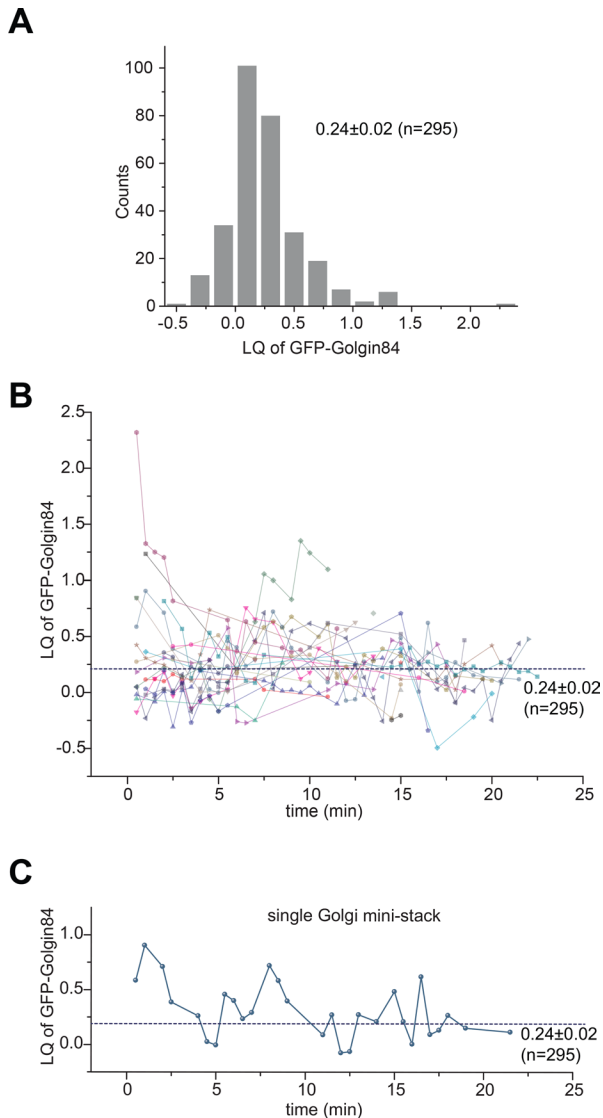 A
100
80
60
40
20
0
Counts
0.24±0.02 (n=295)
-0.5 0.0 0.5 1.0 1.5 2.0
LQ of GFP-Golgin84
B
2.5
2.0
1.5
1.0
0.5
0.0
-0.5
LQ of GFP-Golgin84
0.24±0.02
(n=295)
0 5 10 15 20 25
time (min)
C
single Golgi mini-stack
1.0
0.5
0.0
LQ of GFP-Golgin84
0.24±0.02
(n=295)
0 5 10 15 20 25
time (min)